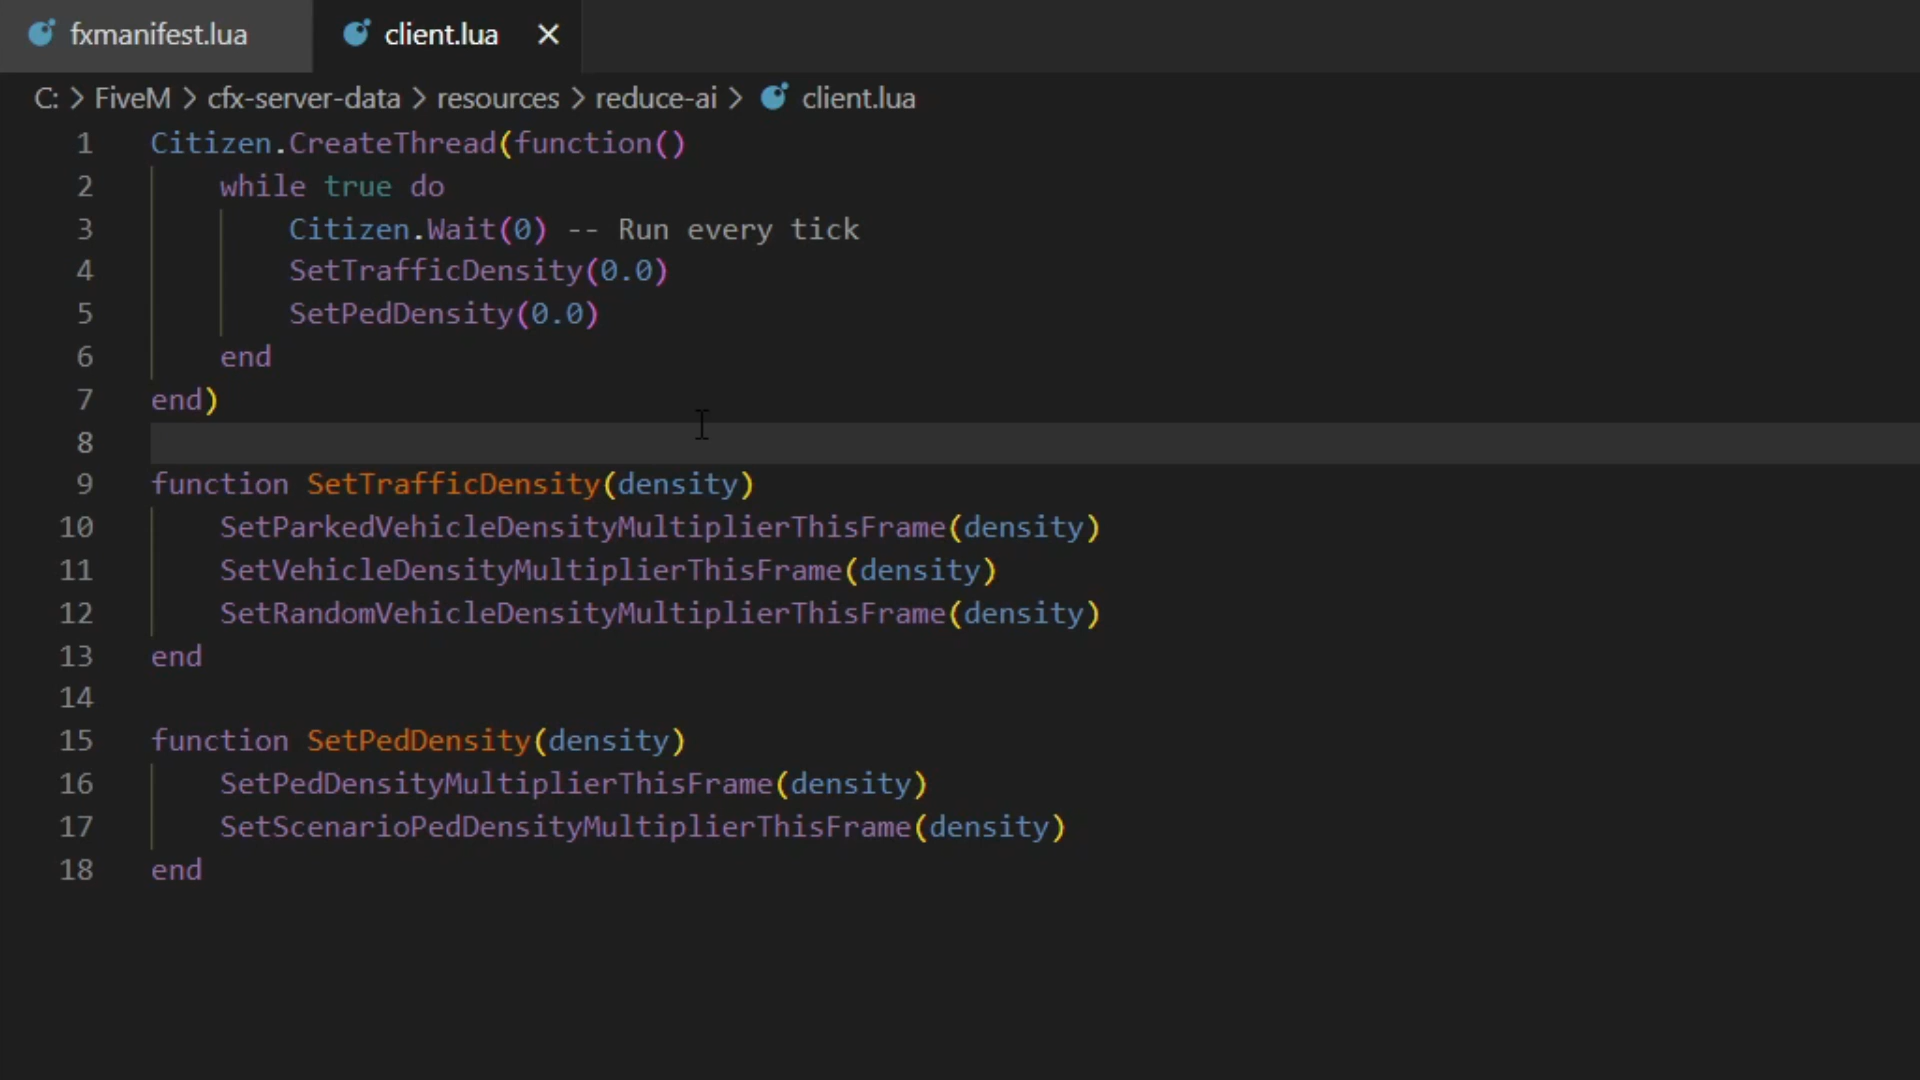 fxmanifest.lua client.lua
C: > FiveM > cfx-server-data > resources > reduce-ai > client.lua
1 Citizen.CreateThread(function()
2     while true do
3         Citizen.Wait(0) -- Run every tick
4         SetTrafficDensity(0.0)
5         SetPedDensity(0.0)
6     end
7 end)
8
9 function SetTrafficDensity(density)
10     SetParkedVehicleDensityMultiplierThisFrame(density)
11     SetVehicleDensityMultiplierThisFrame(density)
12     SetRandomVehicleDensityMultiplierThisFrame(density)
13 end
14
15 function SetPedDensity(density)
16     SetPedDensityMultiplierThisFrame(density)
17     SetScenarioPedDensityMultiplierThisFrame(density)
18 end